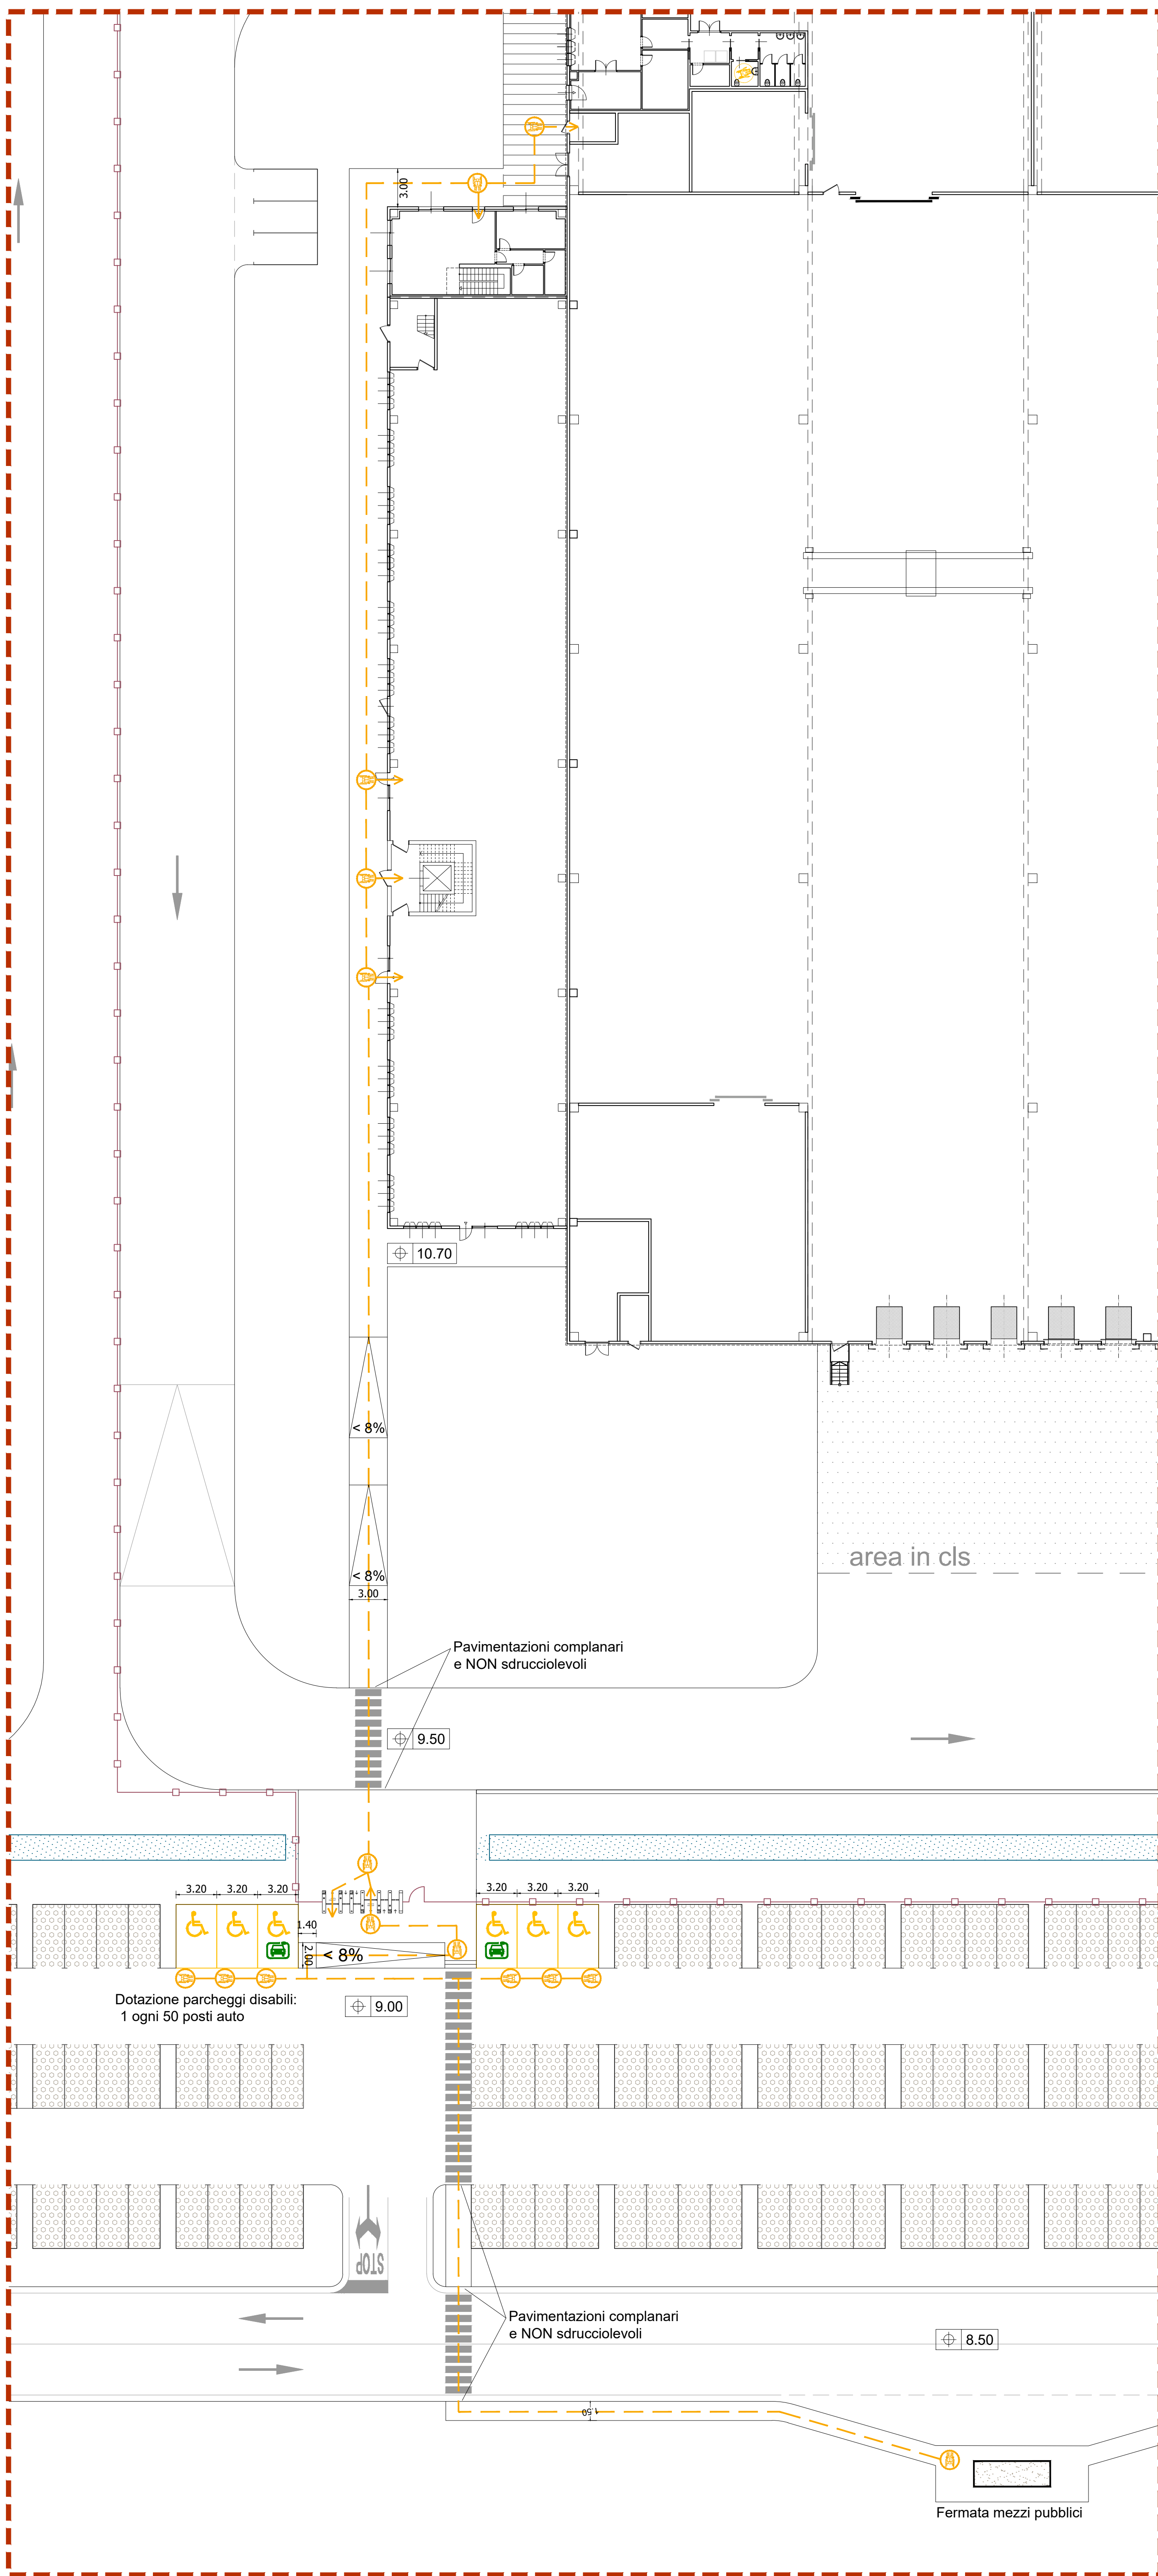 3.00
10.70
< 8%
< 8%
3.00
area in cls
Pavimentazioni complanari
e NON sdrucciolevoli
9.50
3.20
3.20
3.20
3.20
3.20
3.20
1.40
2.00
< 8%
Dotazione parcheggi disabili:
1 ogni 50 posti auto
9.00
STOP
Pavimentazioni complanari
e NON sdrucciolevoli
8.50
1.50
Fermata mezzi pubblici